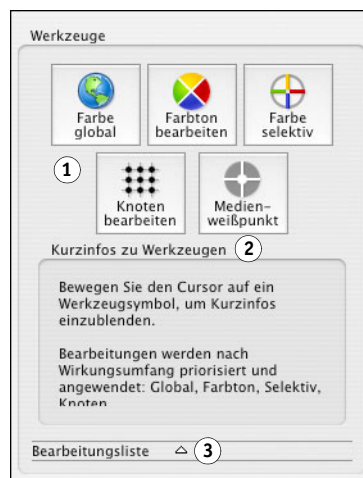 Werkzeuge
Farbe global
Farbton bearbeiten
Farbe selektiv
1
Knoten bearbeiten
Medien-weißpunkt
Kurzinfos zu Werkzeugen 2
Bewegen Sie den Cursor auf ein
Werkzeugsymbol, um Kurzinfos
einzublenden.
Bearbeitungen werden nach
Wirkungsumfang priorisiert und
angewendet: Global, Farbton, Selektiv,
Knoten
Bearbeitungsliste 3